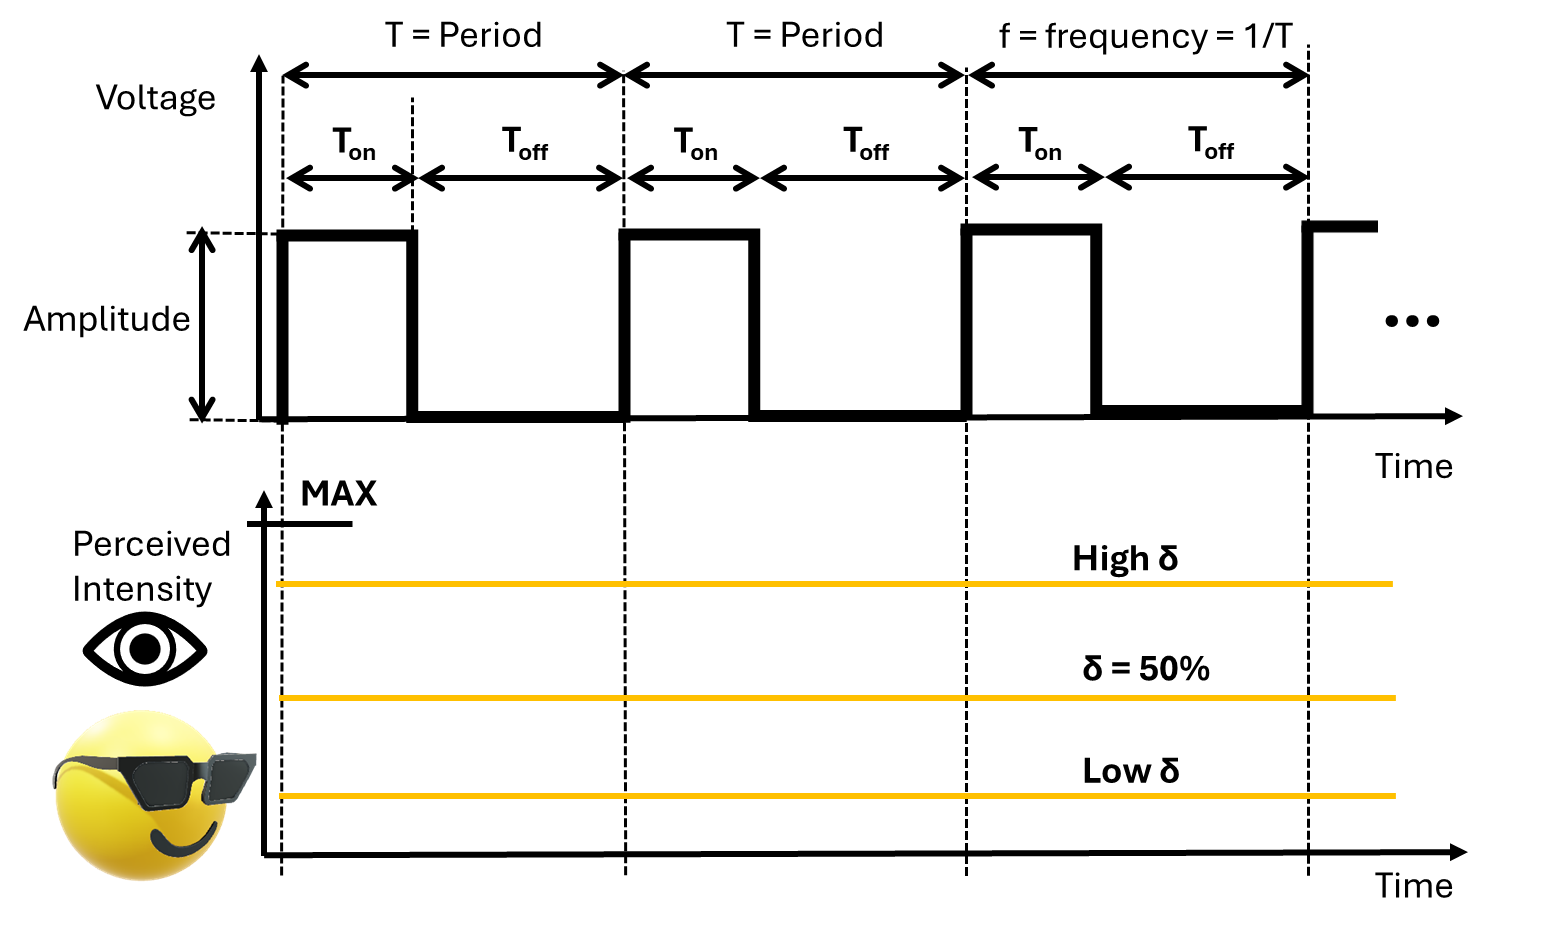 T = Period
T = Period
f = frequency = 1/T
Voltage
Ton
Toff
Ton
Toff
Ton
Toff
Amplitude
...
Time
MAX
Perceived
Intensity
High δ
δ = 50%
Low δ
Time